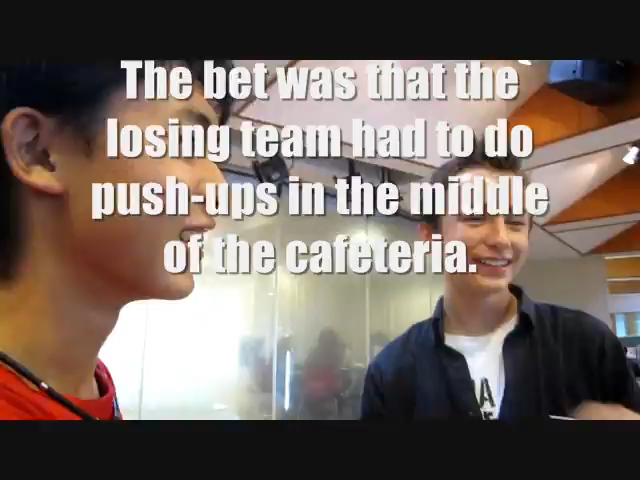 The bet was that the
losing team had to do
push-ups in the middle
of the cafeteria.